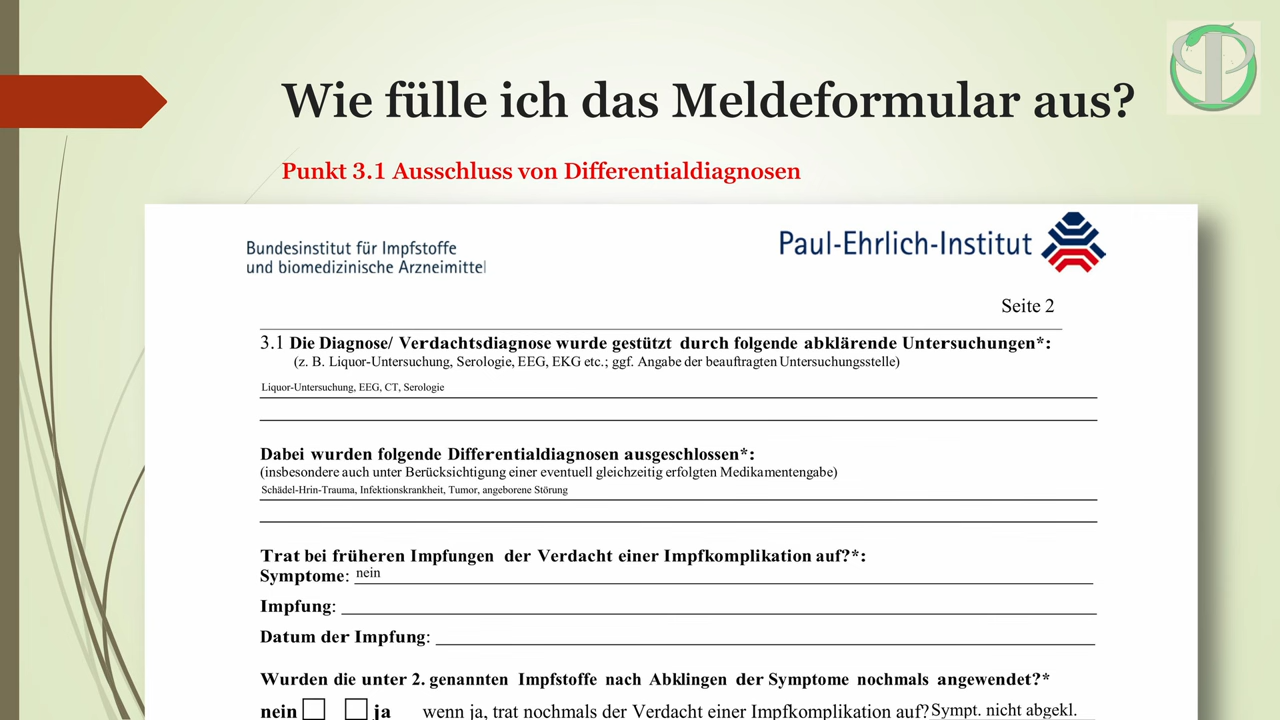 Wie fülle ich das Meldeformular aus?
Punkt 3.1 Ausschluss von Differentialdiagnosen
Bundesinstitut für Impfstoffe
und biomedizinische Arzneimittel
Paul-Ehrlich-Institut
Seite 2
3.1 Die Diagnose/ Verdachtsdiagnose wurde gestützt durch folgende abklärende Untersuchungen*:
(z. B. Liquor-Untersuchung, Serologie, EEG, EKG etc.; ggf. Angabe der beauftragten Untersuchungsstelle)
Liquor-Untersuchung, EEG, CT, Serologie
Dabei wurden folgende Differentialdiagnosen ausgeschlossen*:
(insbesondere auch unter Berücksichtigung einer eventuell gleichzeitig erfolgten Medikamentengabe)
Schädel-Hrin-Trauma, Infektionskrankheit, Tumor, angeborene Störung
Trat bei früheren Impfungen der Verdacht einer Impfkomplikation auf?*:
Symptome: nein
Impfung:
Datum der Impfung:
Wurden die unter 2. genannten Impfstoffe nach Abklingen der Symptome nochmals angewendet?*
nein ja wenn ja, trat nochmals der Verdacht einer Impfkomplikation auf? Sympt. nicht abgekl.